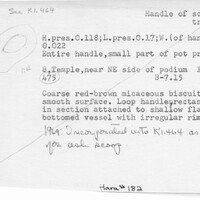 See K1.464
Handle of sc
tr
H.pres.0.118; L.pres.0.17; W.(of han
0.022
Entire handle, small part of pot pr
B, Temple, near NE side of podium
475 B-7.15
Coarse red-brown micaceous biscuit
smooth surface. Loop handle, rectan
in section attached to shallow fla
bottomed vessel with irregular rim
1969: Incorporated into K1.464 as
for ash scoop.
Hara# 182